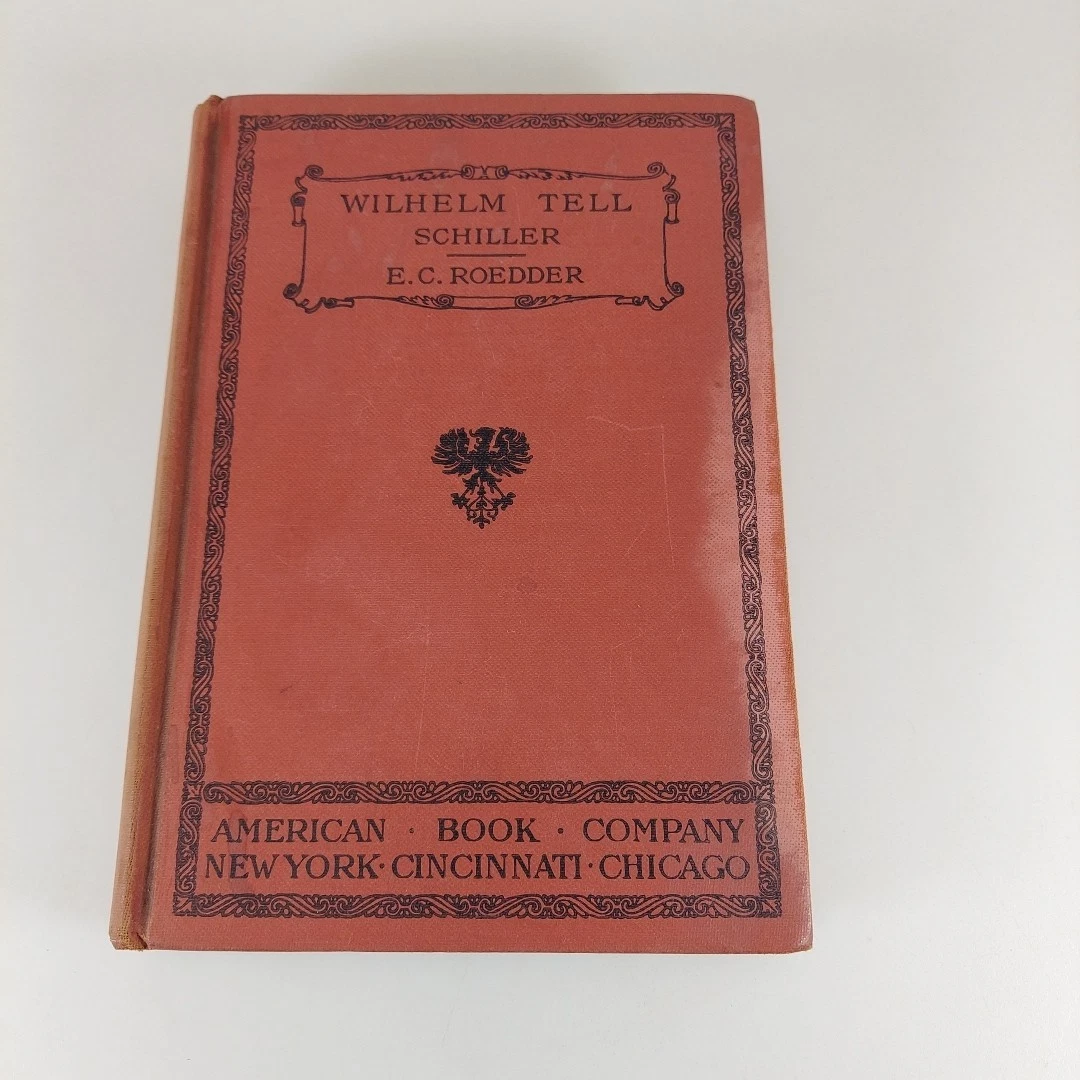 WILHELM TELL
SCHILLER
E. C. ROEDDER
AMERICAN · BOOK · COMPANY
NEW YORK · CINCINNATI · CHICAGO